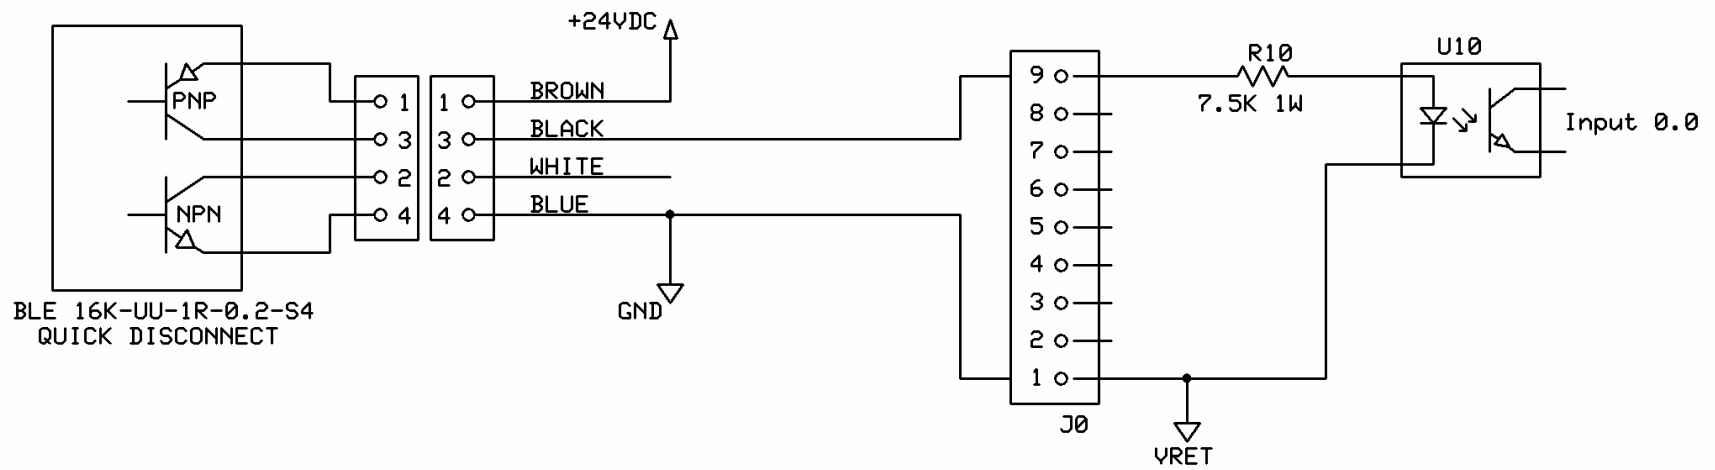 +24VDC
PNP
NPN
1
3
2
4
1
3
2
4
BROWN
BLACK
WHITE
BLUE
GND
BLE 16K-UU-1R-0.2-S4
QUICK DISCONNECT
9
8
7
6
5
4
3
2
1
J0
R10
7.5K 1W
U10
Input 0.0
VRET